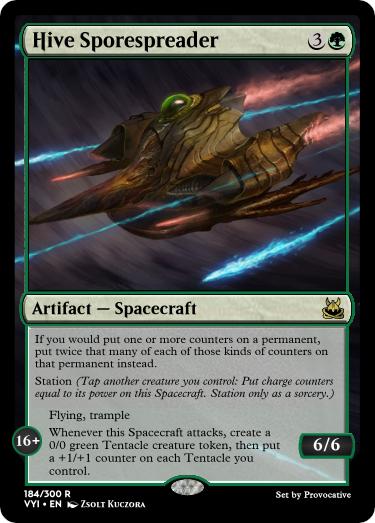 Hive Sporespreader 3
Artifact — Spacecraft
If you would put one or more counters on a permanent,
put twice that many of each of those kinds of counters on
that permanent instead.
Station (Tap another creature you control: Put charge counters
equal to its power on this Spacecraft. Station only as a sorcery.)
Flying, trample
16+
Whenever this Spacecraft attacks, create a
0/0 green Tentacle creature token, then put
a +1/+1 counter on each Tentacle you
control.
6/6
184/300 R
VYI • EN Zsolt Kuczora
Set by Provocative